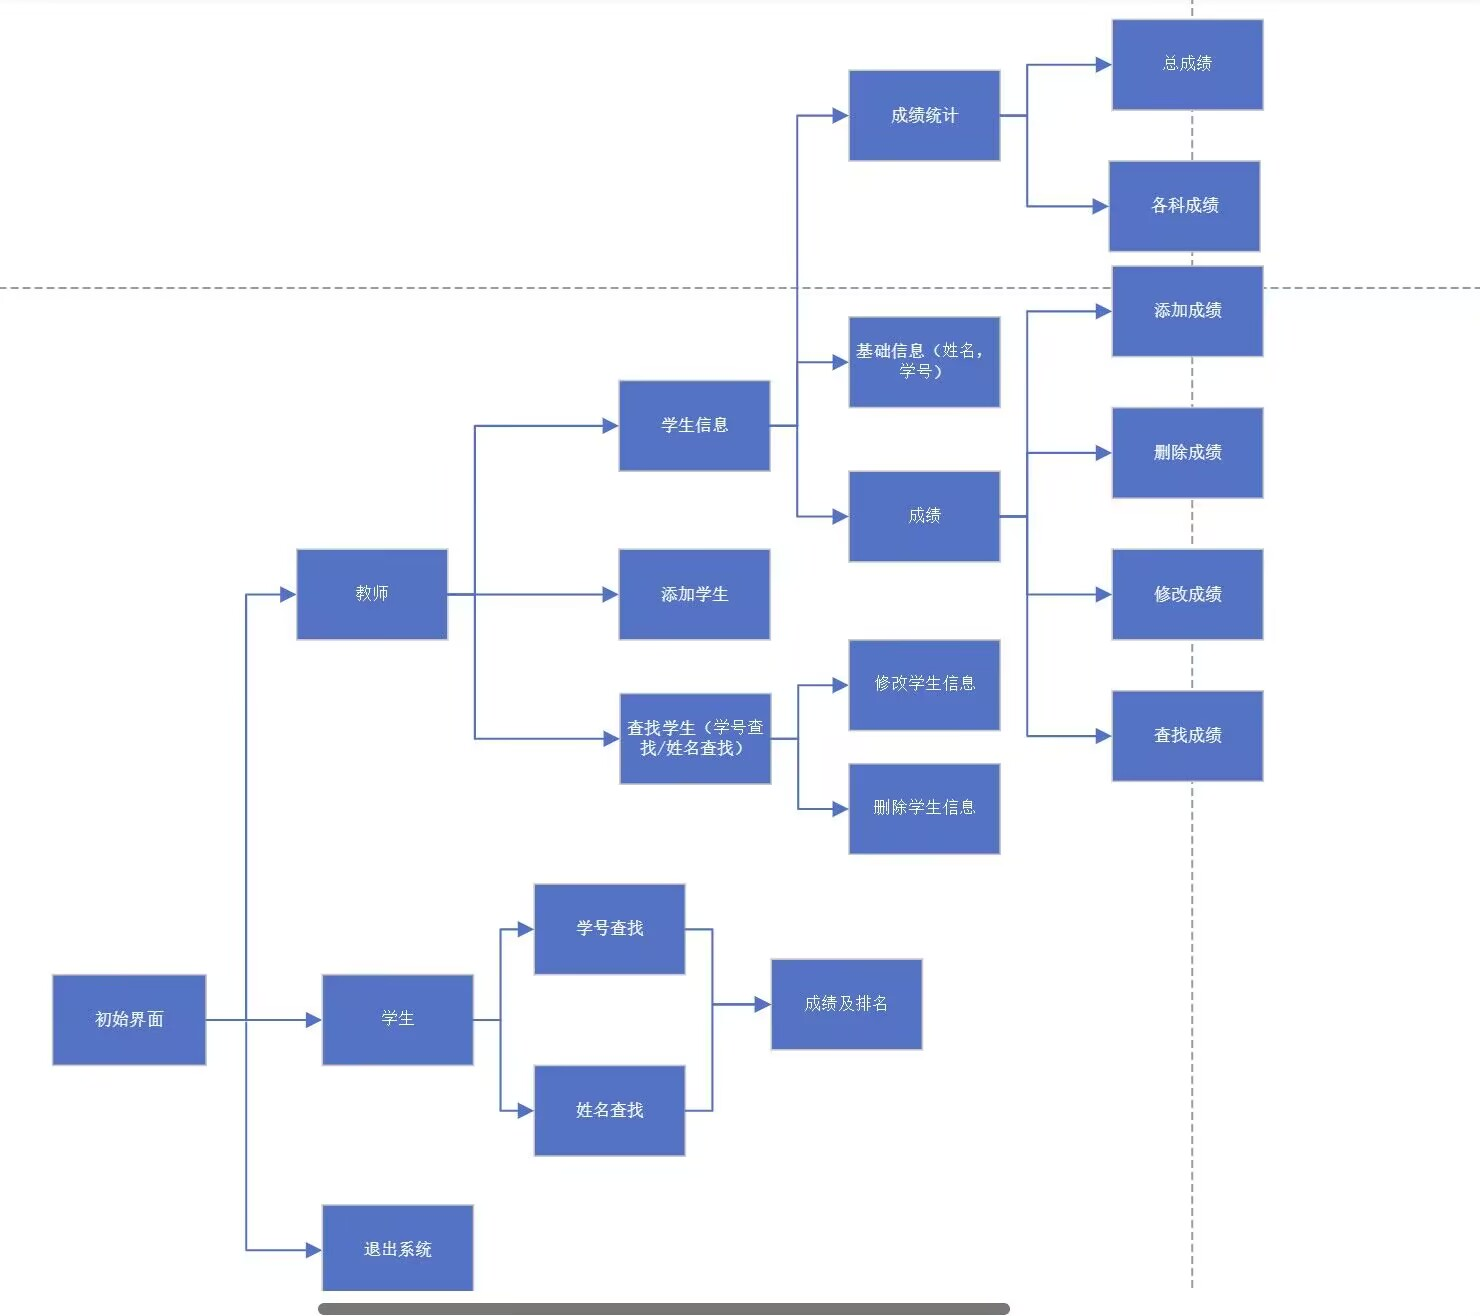 总成绩
成绩统计
各科成绩
添加成绩
基础信息（姓名，
学号）
学生信息
删除成绩
成绩
教师
添加学生
修改成绩
修改学生信息
查找学生（学号查
找/姓名查找）
查找成绩
删除学生信息
学号查找
初始界面
学生
成绩及排名
姓名查找
退出系统